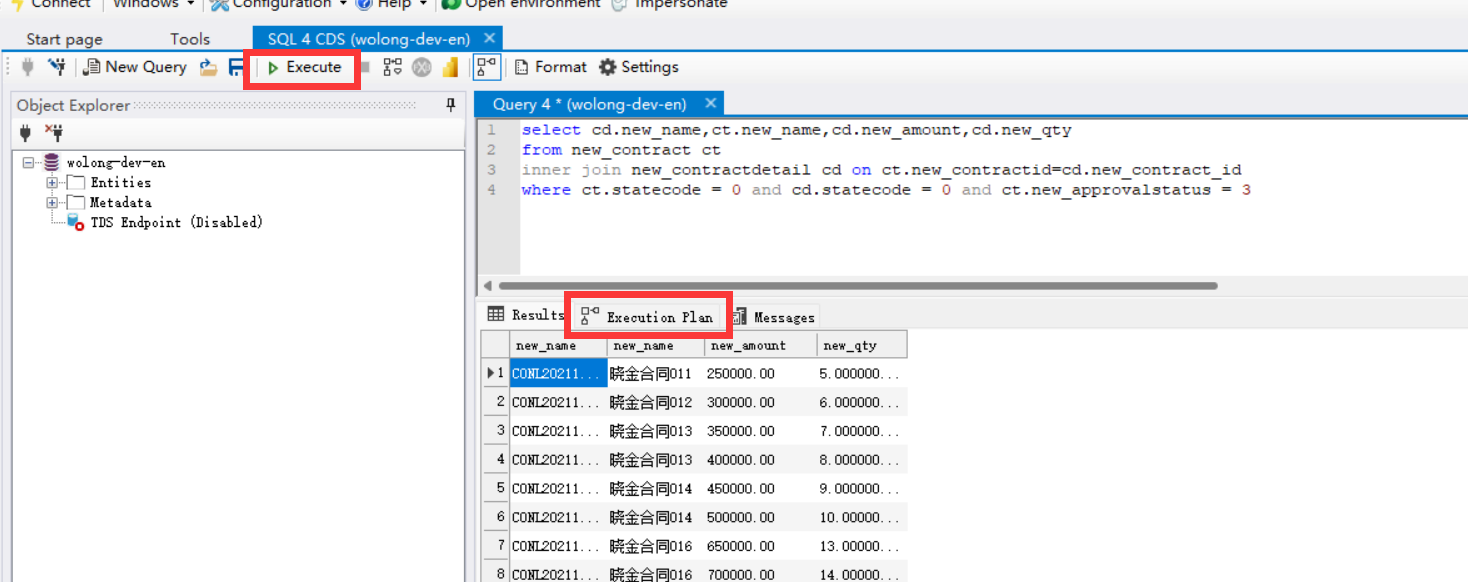 Connect Windows Configuration Help Open environment Impersonate
Start page Tools SQL 4 CDS (wolong-dev-en) ×
New Query Execute Format Settings
Object Explorer
Query 4 * (wolong-dev-en) ×
1 select cd.new_name,ct.new_name,cd.new_amount,cd.new_qty
2 from new_contract ct
3 inner join new_contractdetail cd on ct.new_contractid=cd.new_contract_id
4 where ct.statecode = 0 and cd.statecode = 0 and ct.new_approvalstatus = 3
wolong-dev-en
Entities
Metadata
TDS Endpoint (Disabled)
Results Execution Plan Messages
new_name new_name new_amount new_qty
1 CONL20211... 晓金合同011 250000.00 5.000000...
2 CONL20211... 晓金合同012 300000.00 6.000000...
3 CONL20211... 晓金合同013 350000.00 7.000000...
4 CONL20211... 晓金合同013 400000.00 8.000000...
5 CONL20211... 晓金合同014 450000.00 9.000000...
6 CONL20211... 晓金合同014 500000.00 10.00000...
7 CONL20211... 晓金合同016 650000.00 13.00000...
8 CONL20211... 晓金合同016 700000.00 14.00000...